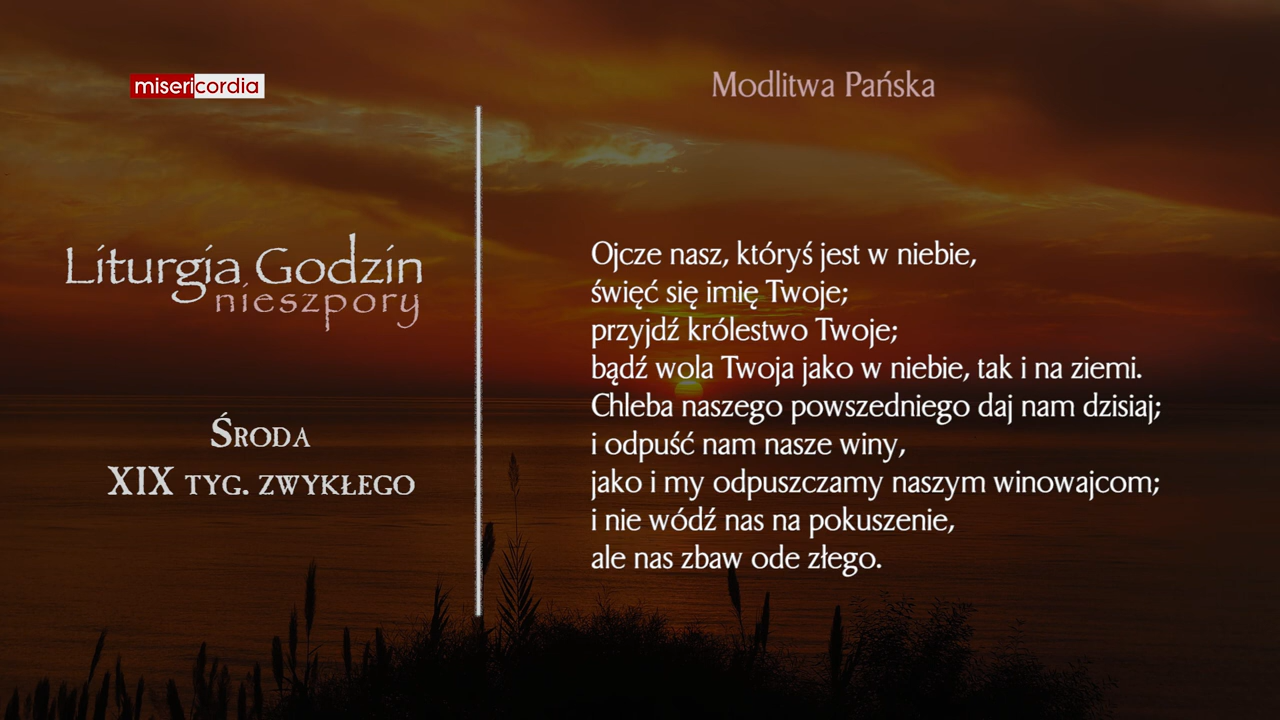 misericordia
Modlitwa Pańska
Liturgia Godzin
nieszpory
Środa
XIX tyg. zwykłego
Ojcze nasz, któryś jest w niebie,
święć się imię Twoje;
przyjdź królestwo Twoje;
bądź wola Twoja jako w niebie, tak i na ziemi.
Chleba naszego powszedniego daj nam dzisiaj;
i odpuść nam nasze winy,
jako i my odpuszczamy naszym winowajcom;
i nie wódź nas na pokuszenie,
ale nas zbaw ode złego.